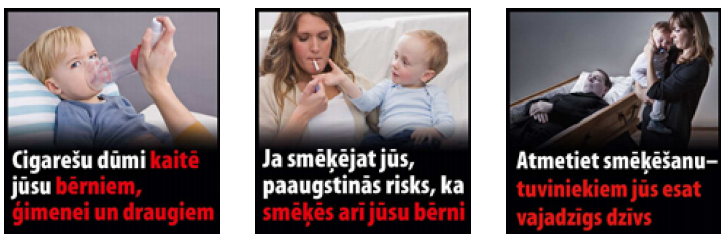 Cigarešu dūmi kaitē
jūsu bērniem,
ģimenei un draugiem
Ja smēķējat jūs,
paaugstinās risks, ka
smēķēs arī jūsu bērni
Atmetiet smēķēšanu–
tuviniekiem jūs esat
vajadzīgs dzīvs